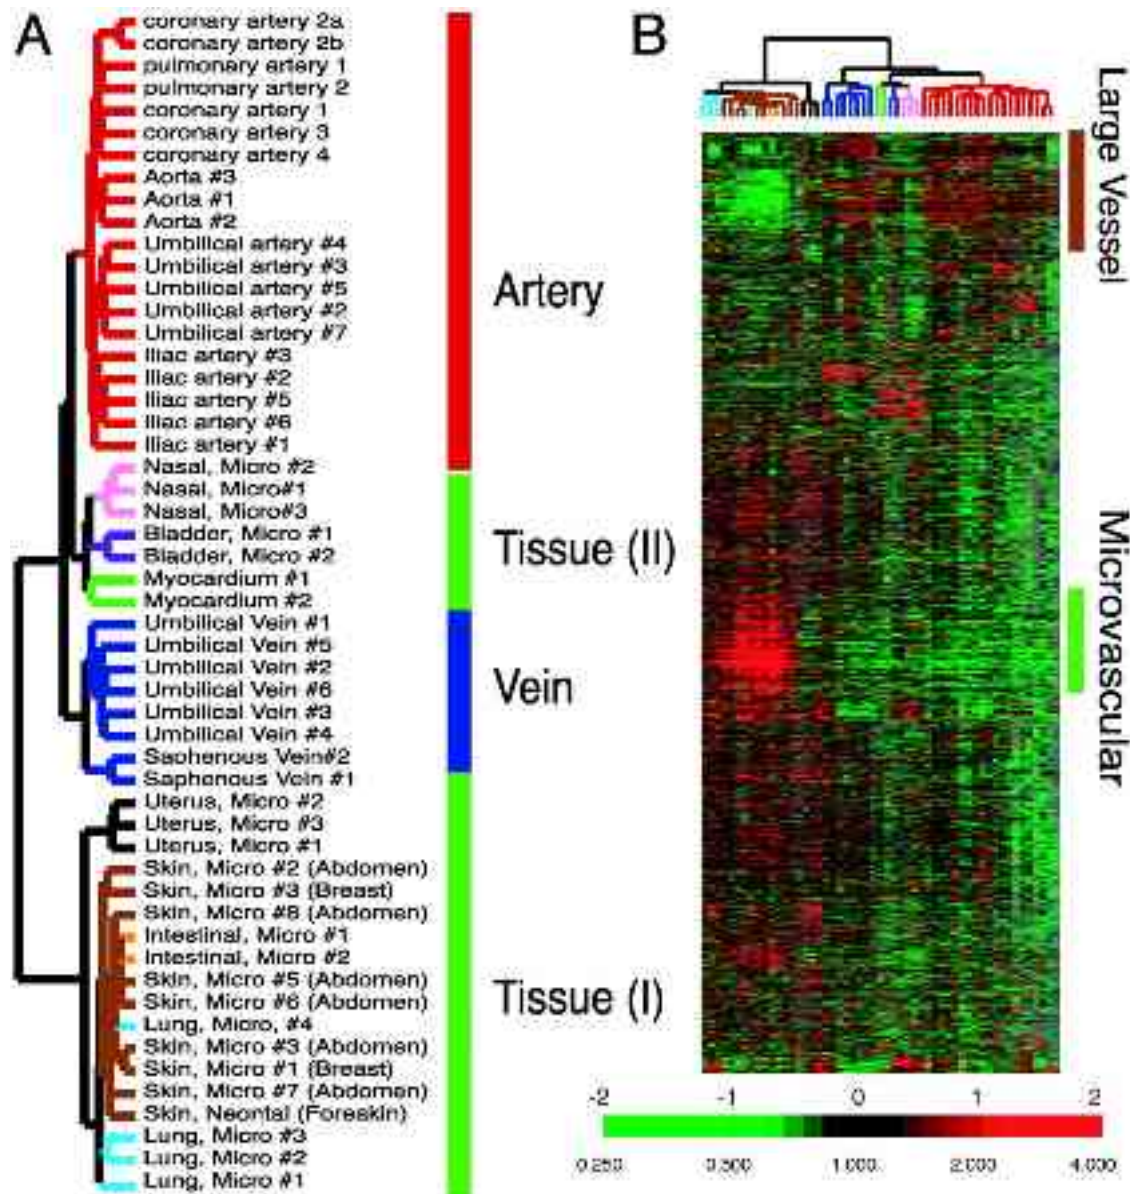 A
coronary artery 2a
coronary artery 2b
pulmonary artery 1
pulmonary artery 2
coronary artery 1
coronary artery 3
coronary artery 4
Aorta #3
Aorta #1
Aorta #2
Umbilical artery #4
Umbilical artery #3
Umbilical artery #5
Umbilical artery #2
Umbilical artery #7
Iliac artery #3
Iliac artery #2
Iliac artery #5
Iliac artery #6
Iliac artery #1
Nasal, Micro #2
Nasal, Micro#1
Nasal, Micro#3
Bladder, Micro #1
Bladder, Micro #2
Myocardium #1
Myocardium #2
Umbilical Vein #1
Umbilical Vein #5
Umbilical Vein #2
Umbilical Vein #6
Umbilical Vein #3
Umbilical Vein #4
Saphenous Vein#2
Saphenous Vein #1
Uterus, Micro #2
Uterus, Micro #3
Uterus, Micro #1
Skin, Micro #2 (Abdomen)
Skin, Micro #3 (Breast)
Skin, Micro #8 (Abdomen)
Intestinal, Micro #1
Intestinal, Micro #2
Skin, Micro #5 (Abdomen)
Skin, Micro #6 (Abdomen)
Lung, Micro, #4
Skin, Micro #3 (Abdomen)
Skin, Micro #1 (Breast)
Skin, Micro #7 (Abdomen)
Skin, Neontal (Foreskin)
Lung, Micro #3
Lung, Micro #2
Lung, Micro #1
Artery
Tissue (II)
Vein
Tissue (I)
B
Large Vessel
Microvascular
-2 -1 0 1 2
0.250 0.500 1.000 2.000 4.000